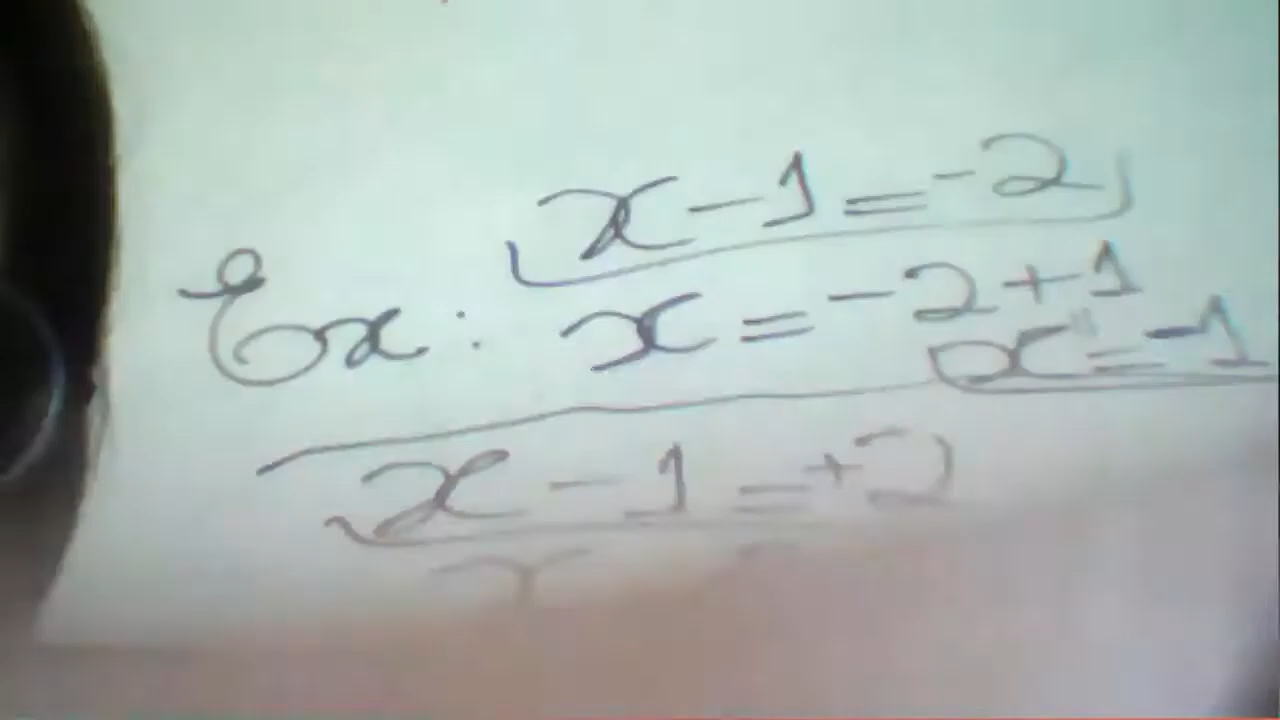 x - 1 = -2
Ex: x = -2 + 1
x = -1
x - 1 = +2
x =